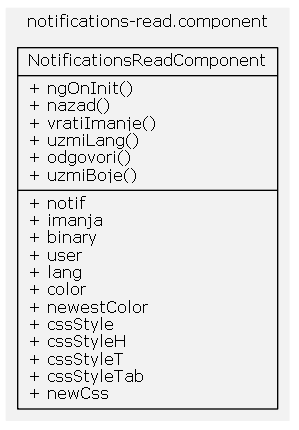 notifications-read.component
NotificationsReadComponent
+ ngOnInit()
+ nazad()
+ vratiImanje()
+ uzmiLang()
+ odgovori()
+ uzmiBoje()
+ notif
+ imanja
+ binary
+ user
+ lang
+ color
+ newestColor
+ cssStyle
+ cssStyleH
+ cssStyleT
+ cssStyleTab
+ newCss